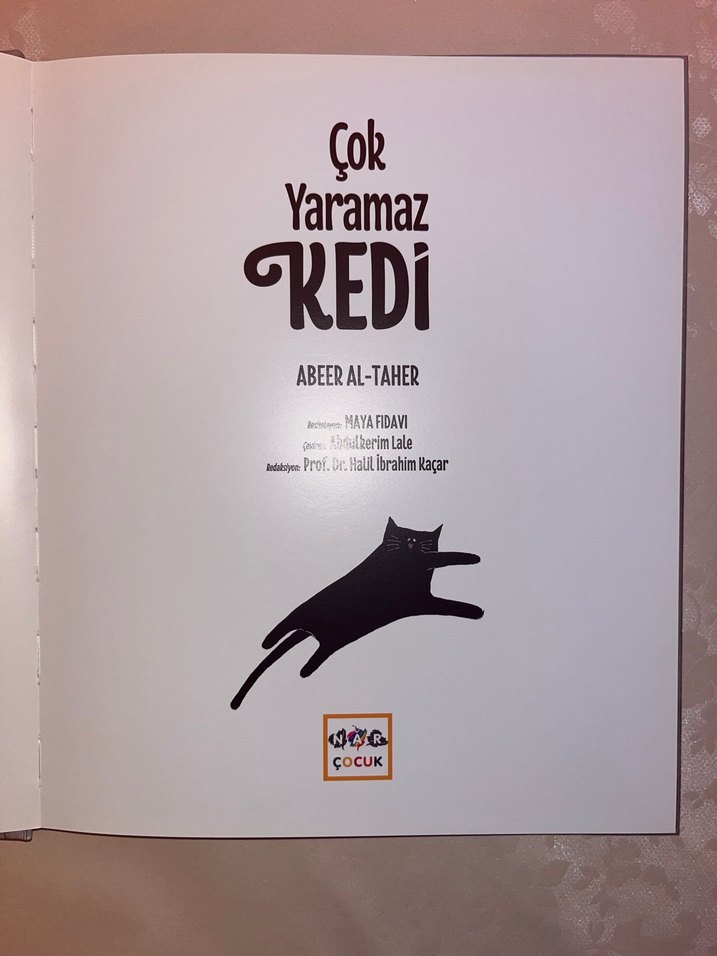 Çok
Yaramaz
KEDİ
ABEER AL-TAHER
Resimleyen: MAYA FIDAVI
Çeviren: Abdulkerim Lale
Redaksiyon: Prof. Dr. Halil İbrahim Kaçar
NAR
ÇOCUK